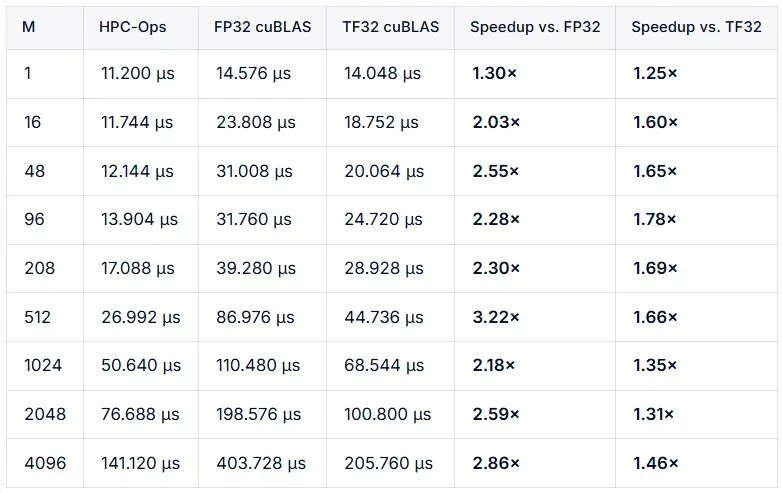 M HPC-Ops FP32 cuBLAS TF32 cuBLAS Speedup vs. FP32 Speedup vs. TF32
1 11.200 μs 14.576 μs 14.048 μs 1.30× 1.25×
16 11.744 μs 23.808 μs 18.752 μs 2.03× 1.60×
48 12.144 μs 31.008 μs 20.064 μs 2.55× 1.65×
96 13.904 μs 31.760 μs 24.720 μs 2.28× 1.78×
208 17.088 μs 39.280 μs 28.928 μs 2.30× 1.69×
512 26.992 μs 86.976 μs 44.736 μs 3.22× 1.66×
1024 50.640 μs 110.480 μs 68.544 μs 2.18× 1.35×
2048 76.688 μs 198.576 μs 100.800 μs 2.59× 1.31×
4096 141.120 μs 403.728 μs 205.760 μs 2.86× 1.46×